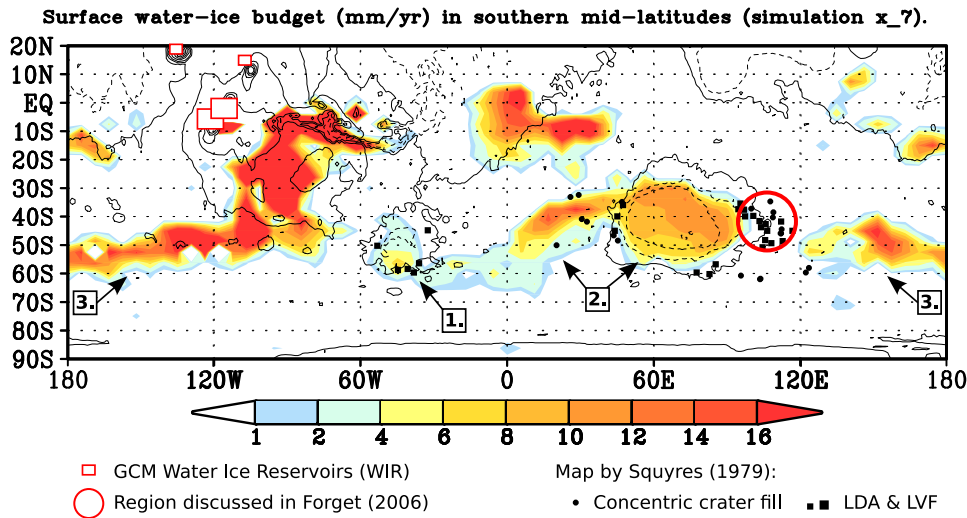 Surface water-ice budget (mm/yr) in southern mid-latitudes (simulation x_7).
20N
10N
EQ
10S
20S
30S
40S
50S
60S
70S
80S
90S
3.
1.
2.
3.
180 120W 60W 0 60E 120E 180
1 2 4 6 8 10 12 14 16
GCM Water Ice Reservoirs (WIR)
Map by Squyres (1979):
Region discussed in Forget (2006)
Concentric crater fill
LDA & LVF